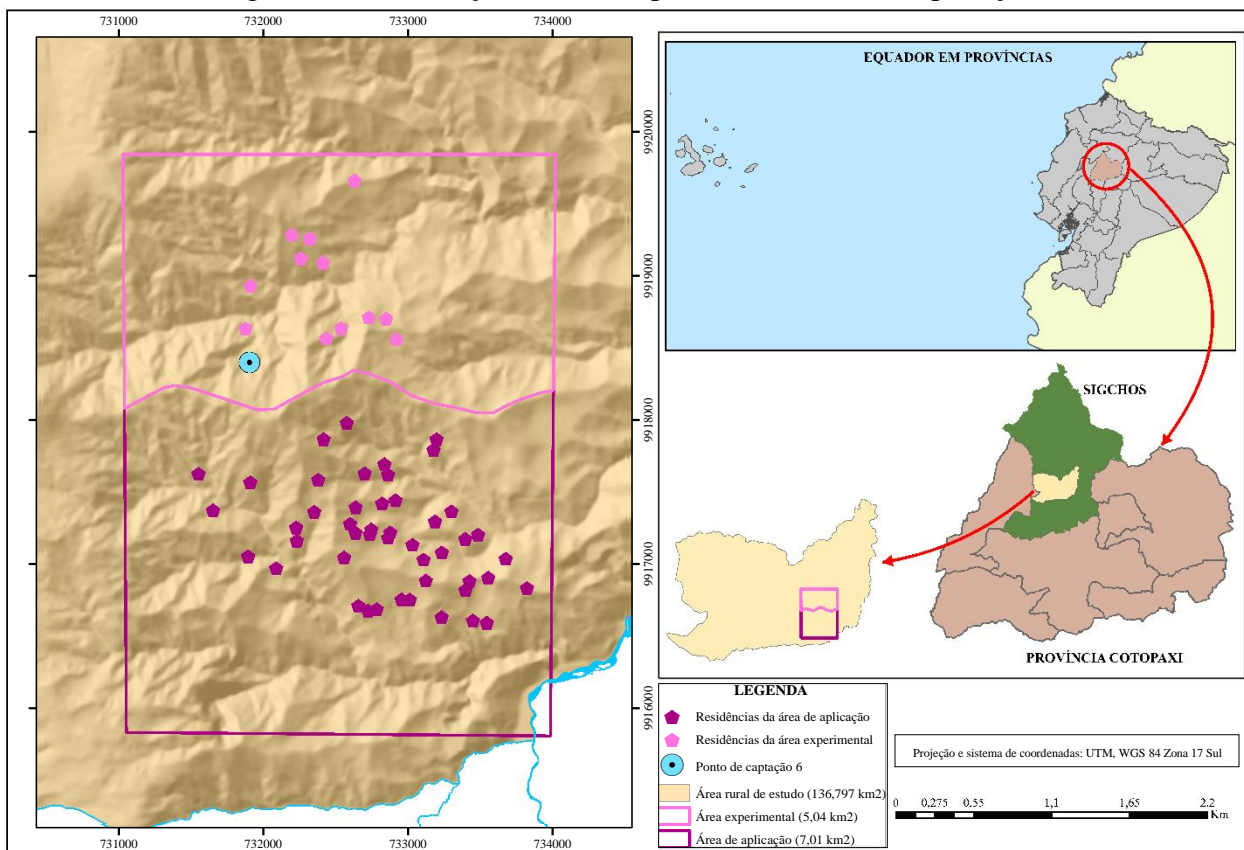 731000
732000
733000
734000
9920000
9919000
9918000
9917000
9916000
731000
732000
733000
734000
EQUADOR EM PROVÍNCIAS
SIGCHOS
PROVÍNCIA COTOPAXI
LEGENDA
Residências da área de aplicação
Residências da área experimental
Ponto de captação 6
Área rural de estudo (136,797 km2)
Área experimental (5,04 km2)
Área de aplicação (7,01 km2)
Projeção e sistema de coordenadas: UTM, WGS 84 Zona 17 Sul
0 0,275 0,55 1,1 1,65 2,2
Km